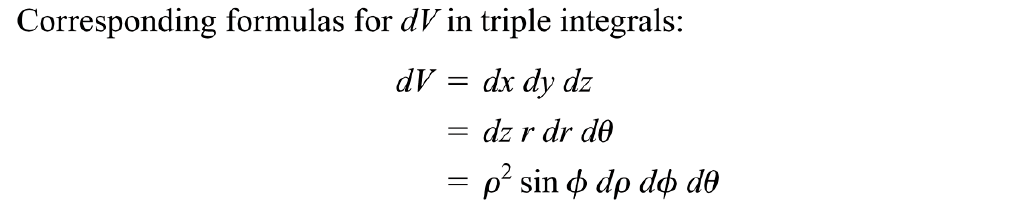 Corresponding formulas for dV in triple integrals:
dV = dx dy dz
= dz r dr dθ
= ρ² sin ϕ dρ dϕ dθ